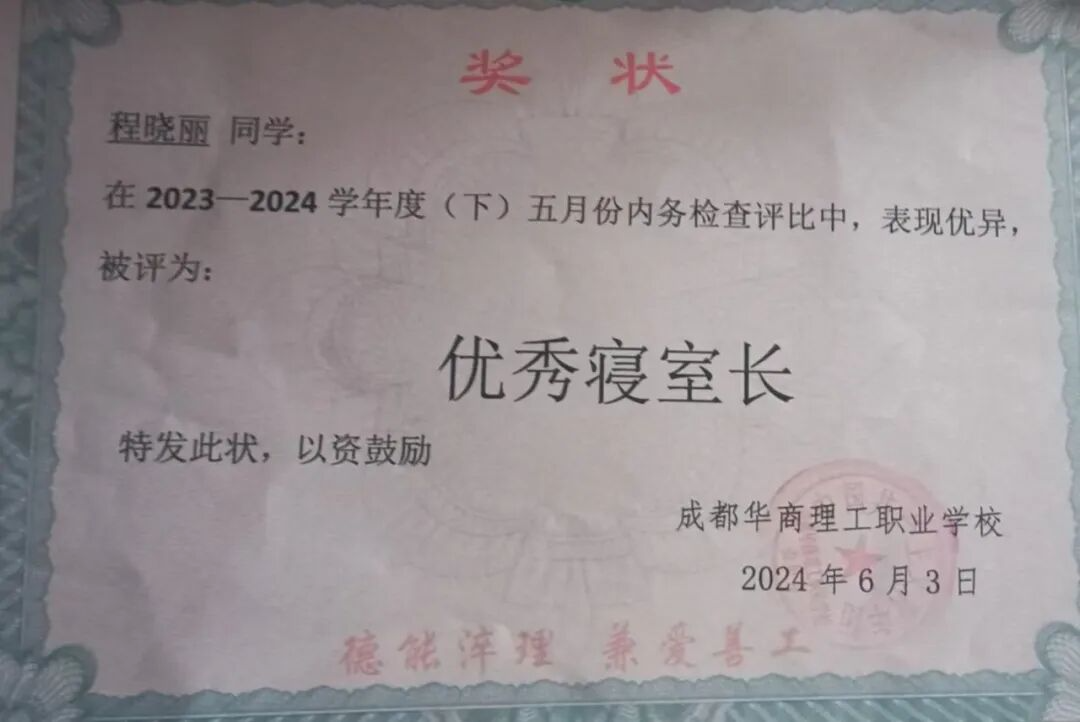 奖 状
程晓丽 同学：
在 2023—2024 学年度（下）五月份内务检查评比中，表现优异，
被评为：
优秀寝室长
特发此状，以资鼓励
成都华商理工职业学校
2024 年 6 月 3 日
德能淬理 兼爱善工